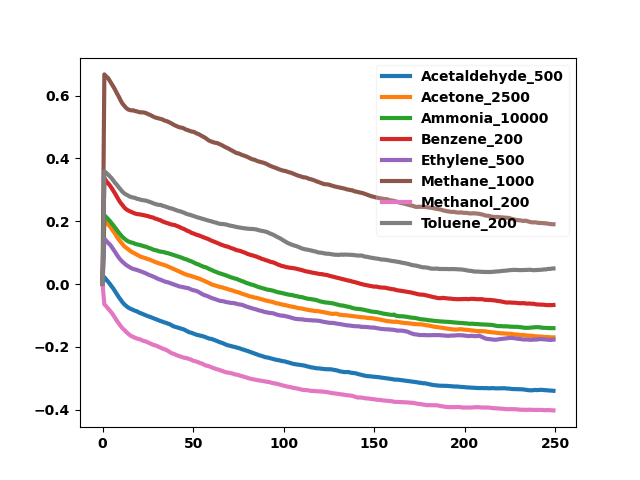 Acetaldehyde_500
Acetone_2500
Ammonia_10000
Benzene_200
Ethylene_500
Methane_1000
Methanol_200
Toluene_200
0.6
0.4
0.2
0.0
−0.2
−0.4
0 50 100 150 200 250